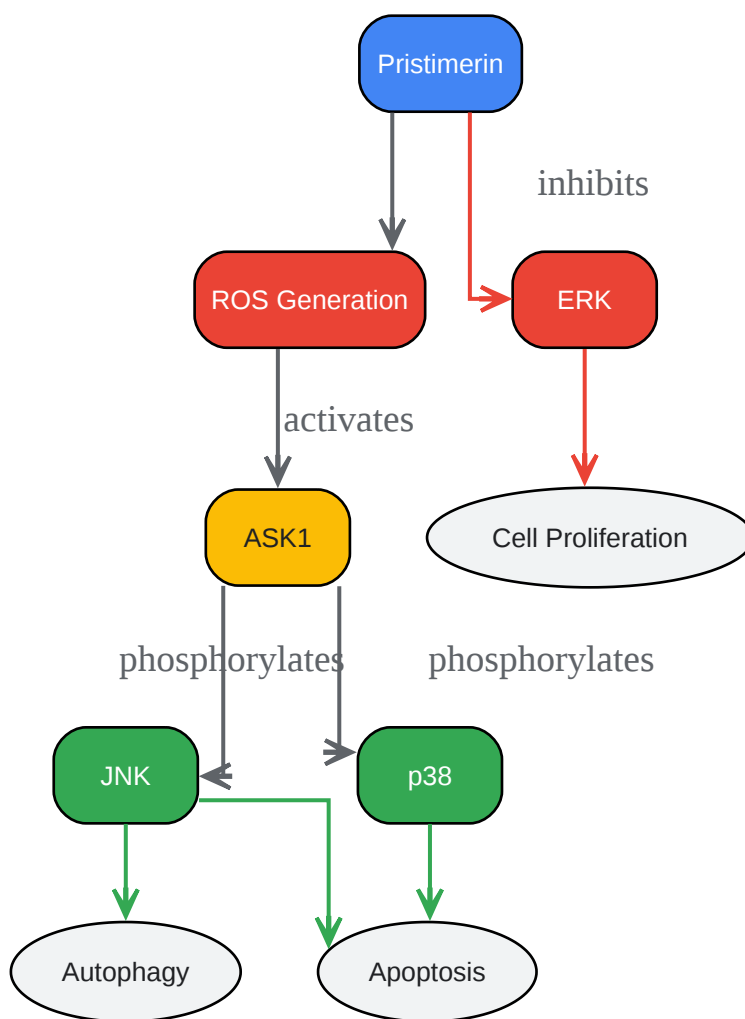 Pristimerin
inhibits
ROS Generation
ERK
activates
ASK1
Cell Proliferation
phosphorylates
phosphorylates
JNK
p38
Autophagy
Apoptosis